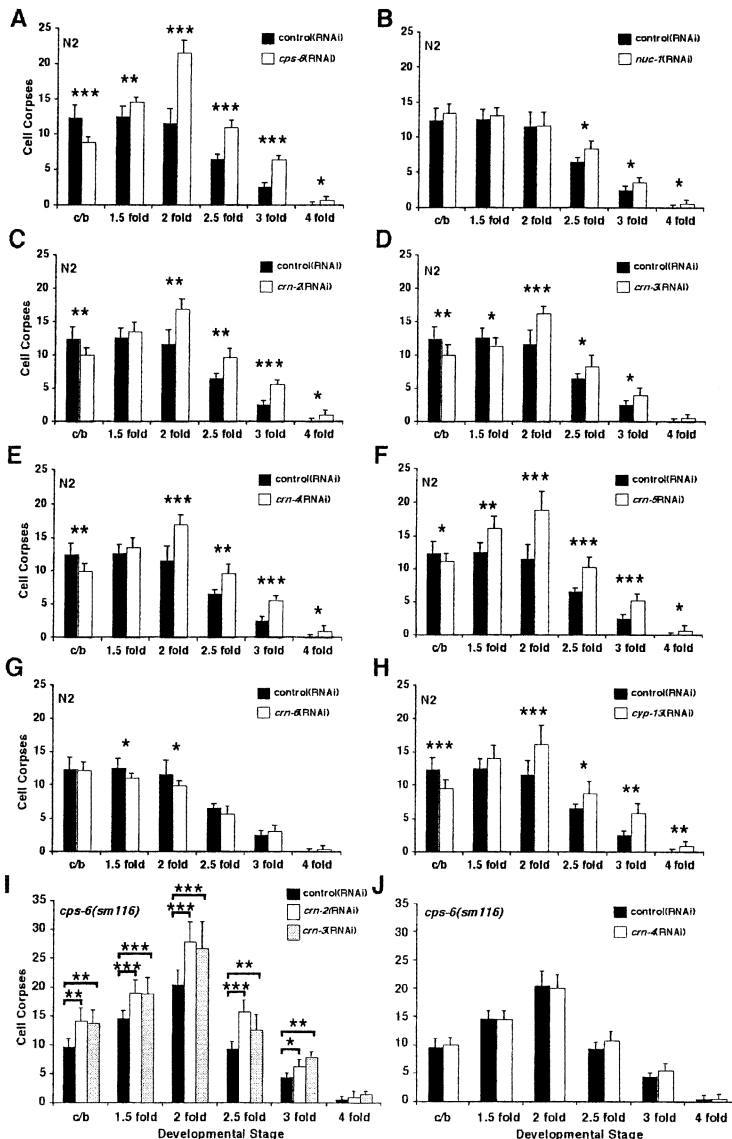 A
N2
control(RNAi)
cps-6(RNAi)
***
**
***
***
***
*
Cell Corpses
25
20
15
10
5
0
c/b 1.5 fold 2 fold 2.5 fold 3 fold 4 fold
B
control(RNAi)
nuc-1(RNAi)
*
*
*
25
20
15
10
5
0
c/b 1.5 fold 2 fold 2.5 fold 3 fold 4 fold
C
N2
control(RNAi)
crn-2(RNAi)
**
**
**
***
*
Cell Corpses
25
20
15
10
5
0
c/b 1.5 fold 2 fold 2.5 fold 3 fold 4 fold
D
N2
control(RNAi)
crn-3(RNAi)
**
*
***
*
*
25
20
15
10
5
0
c/b 1.5 fold 2 fold 2.5 fold 3 fold 4 fold
E
N2
control(RNAi)
crn-4(RNAi)
**
***
**
***
*
Cell Corpses
25
20
15
10
5
0
c/b 1.5 fold 2 fold 2.5 fold 3 fold 4 fold
F
N2
control(RNAi)
crn-5(RNAi)
*
**
***
***
***
*
25
20
15
10
5
0
c/b 1.5 fold 2 fold 2.5 fold 3 fold 4 fold
G
N2
control(RNAi)
crn-6(RNAi)
*
*
Cell Corpses
25
20
15
10
5
0
c/b 1.5 fold 2 fold 2.5 fold 3 fold 4 fold
H
N2
control(RNAi)
cyp-13(RNAi)
***
***
*
**
**
25
20
15
10
5
0
c/b 1.5 fold 2 fold 2.5 fold 3 fold 4 fold
I
cps-6(sm116)
control(RNAi)
crn-2(RNAi)
crn-3(RNAi)
**
**
***
***
***
***
**
***
**
*
Cell Corpses
35
30
25
20
15
10
5
0
c/b 1.5 fold 2 fold 2.5 fold 3 fold 4 fold
Developmental Stage
J
cps-6(sm116)
control(RNAi)
crn-4(RNAi)
35
30
25
20
15
10
5
0
c/b 1.5 fold 2 fold 2.5 fold 3 fold 4 fold
Developmental Stage